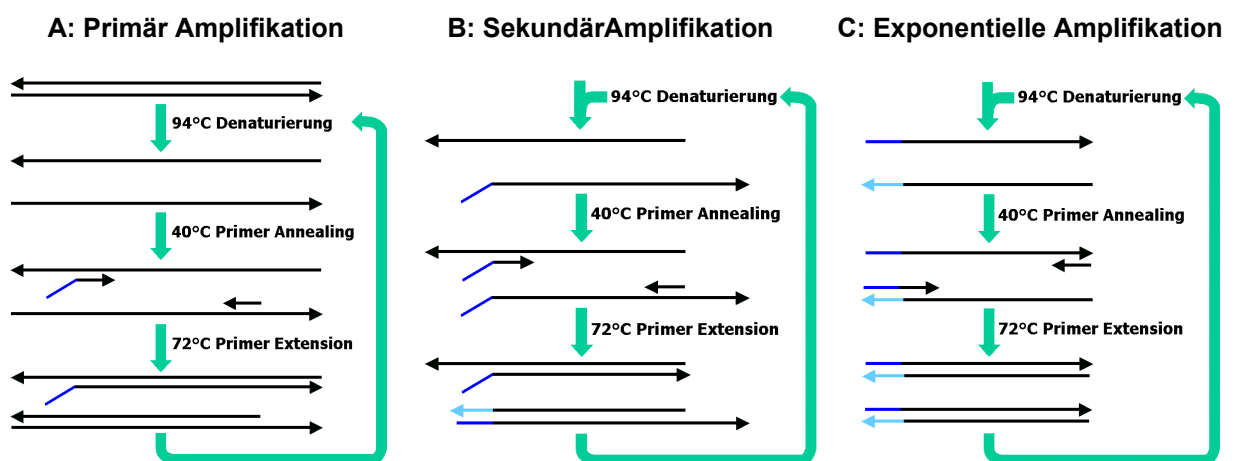 A: Primär Amplifikation
94°C Denaturierung
40°C Primer Annealing
72°C Primer Extension
B: SekundärAmplifikation
94°C Denaturierung
40°C Primer Annealing
72°C Primer Extension
C: Exponentielle Amplifikation
94°C Denaturierung
40°C Primer Annealing
72°C Primer Extension